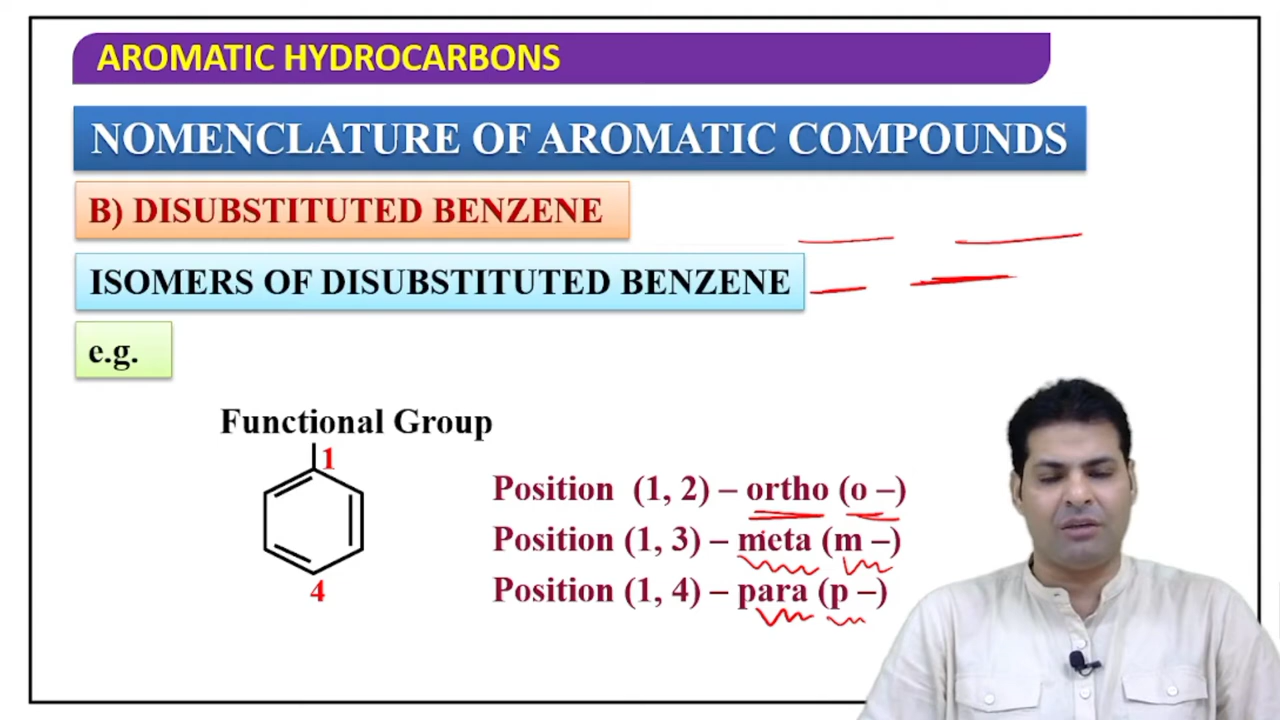 AROMATIC HYDROCARBONS
NOMENCLATURE OF AROMATIC COMPOUNDS
B) DISUBSTITUTED BENZENE
ISOMERS OF DISUBSTITUTED BENZENE
e.g.
Functional Group
1
Position (1, 2) – ortho (o –)
Position (1, 3) – meta (m –)
Position (1, 4) – para (p –)
4